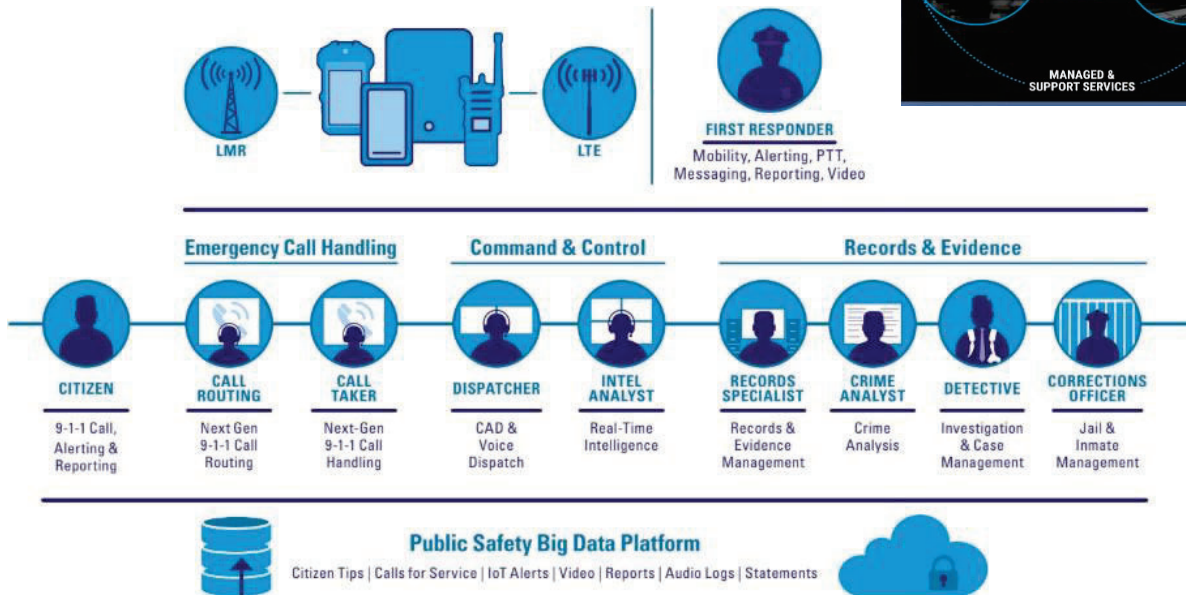 MANAGED &
SUPPORT SERVICES
LMR
LTE
FIRST RESPONDER
Mobility, Alerting, PTT,
Messaging, Reporting, Video
Emergency Call Handling
Command & Control
Records & Evidence
CITIZEN
9-1-1 Call,
Alerting &
Reporting
CALL
ROUTING
Next Gen
9-1-1 Call
Routing
CALL
TAKER
Next-Gen
9-1-1 Call
Handling
DISPATCHER
CAD &
Voice
Dispatch
INTEL
ANALYST
Real-Time
Intelligence
RECORDS
SPECIALIST
Records &
Evidence
Management
CRIME
ANALYST
Crime
Analysis
DETECTIVE
Investigation
& Case
Management
CORRECTIONS
OFFICER
Jail &
Inmate
Management
Public Safety Big Data Platform
Citizen Tips | Calls for Service | IoT Alerts | Video | Reports | Audio Logs | Statements